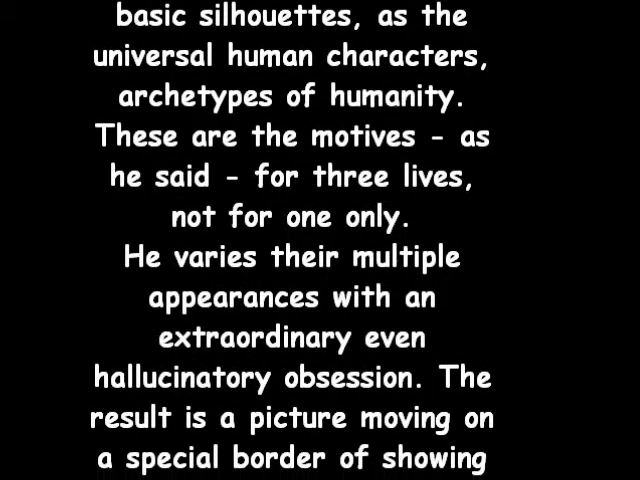 basic silhouettes, as the
universal human characters,
archetypes of humanity.
These are the motives - as
he said - for three lives,
not for one only.
He varies their multiple
appearances with an
extraordinary even
hallucinatory obsession. The
result is a picture moving on
a special border of showing